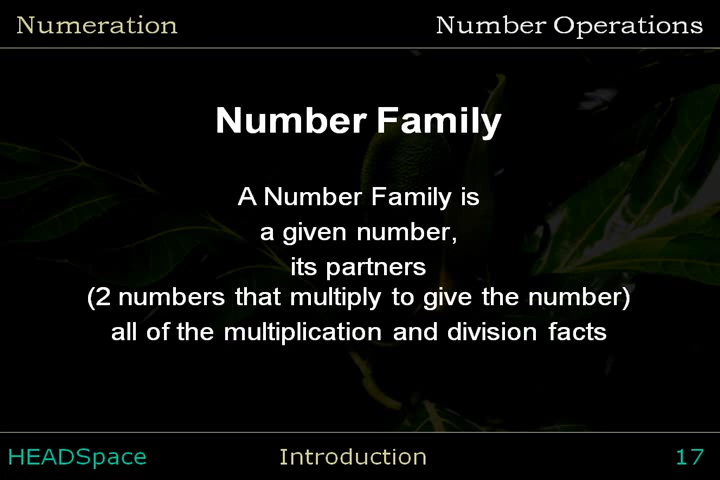 Numeration
Number Operations
Number Family
A Number Family is
a given number,
its partners
(2 numbers that multiply to give the number)
all of the multiplication and division facts
HEADSpace
Introduction
17